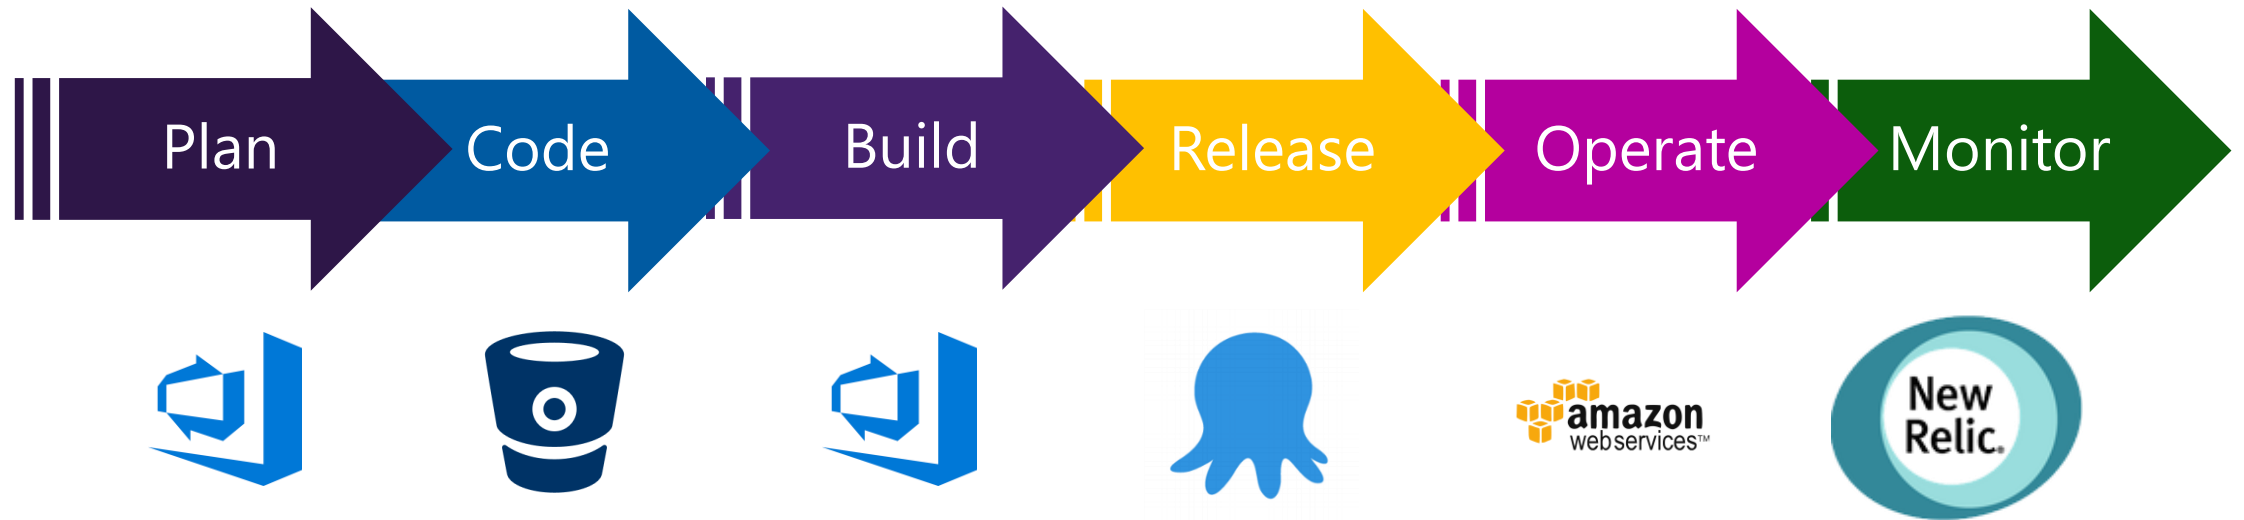 Plan
Code
Build
Release
Operate
Monitor
amazon
webservices™
New
Relic.